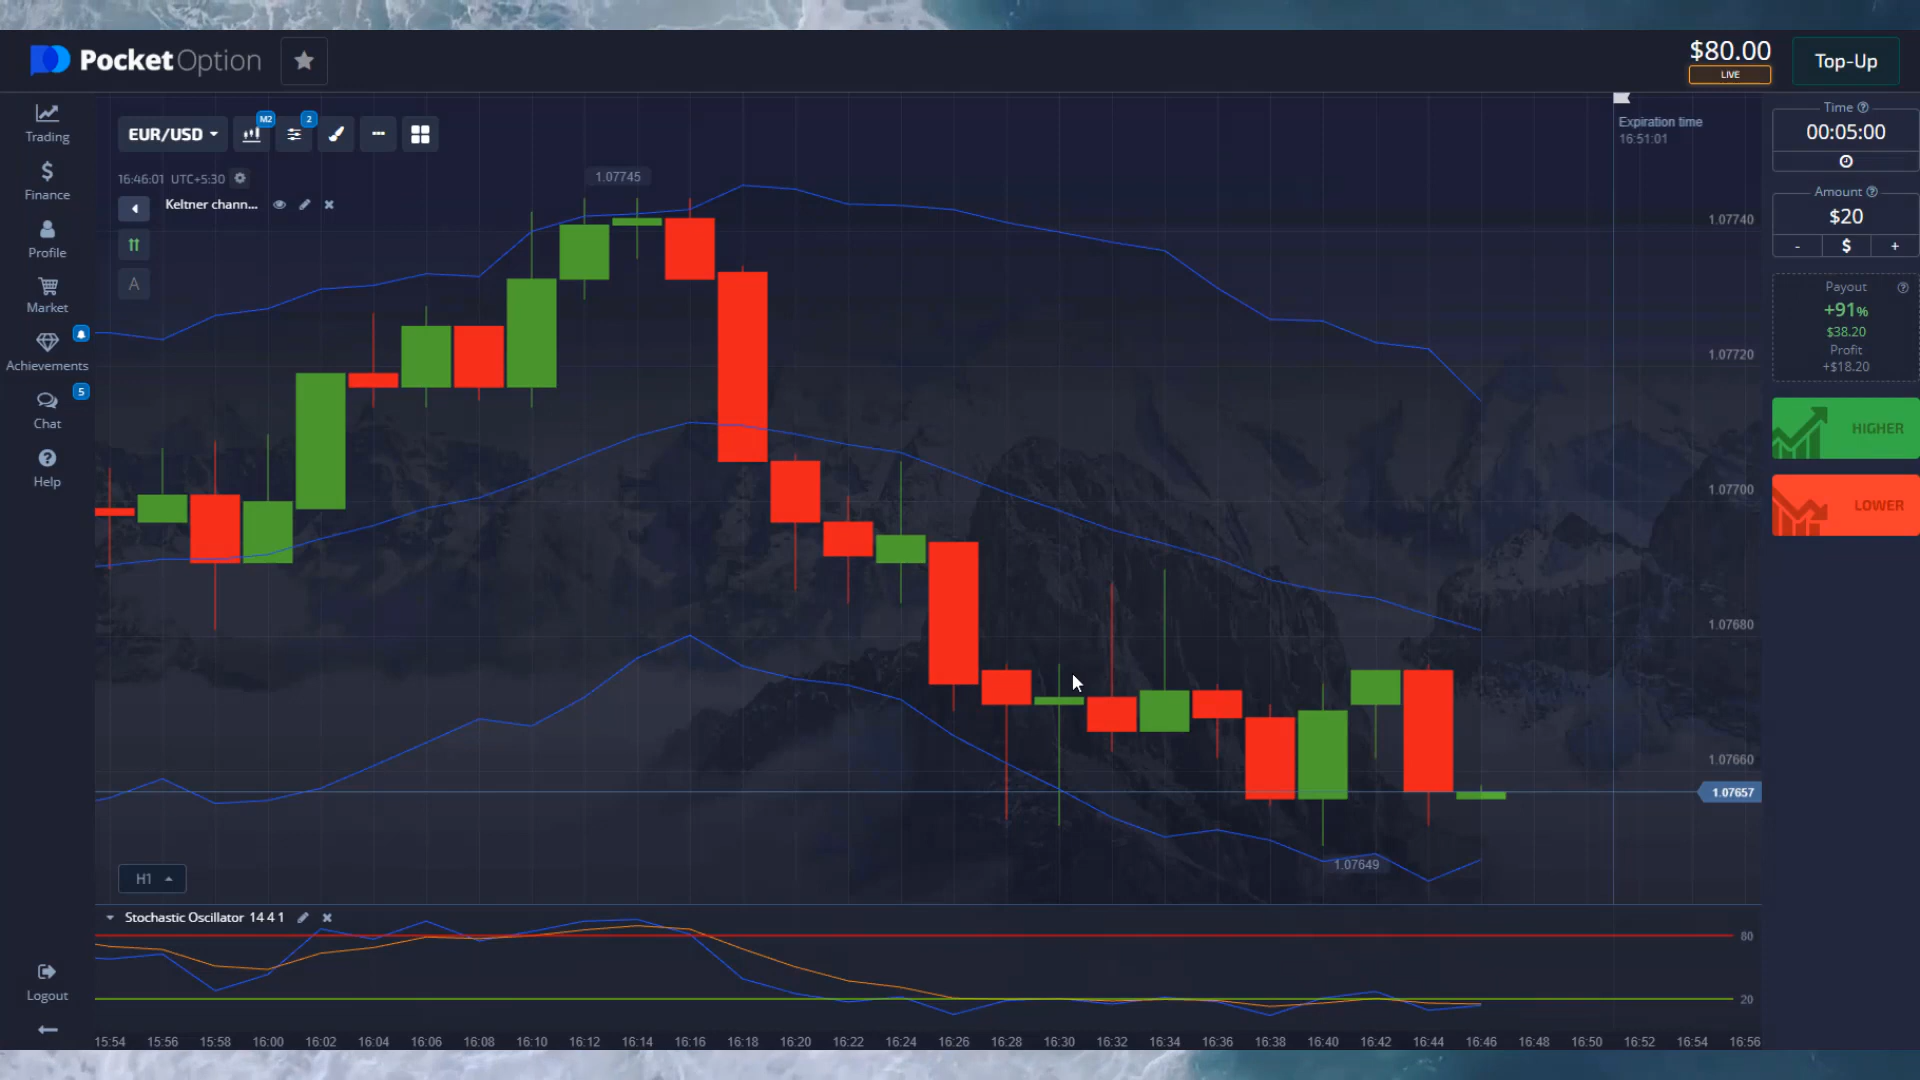 PocketOption
$80.00
LIVE
Top-Up
Trading
Finance
Profile
Market
Achievements
Chat
5
Help
Logout
EUR/USD
M2
2
16:46:01 UTC+5:30
Keltner chann...
A
1.07745
Expiration time
16:51:01
1.07740
1.07720
1.07700
1.07680
1.07660
1.07657
1.07649
H1
Stochastic Oscillator 14 4 1
80
20
15:54 15:56 15:58 16:00 16:02 16:04 16:06 16:08 16:10 16:12 16:14 16:16 16:18 16:20 16:22 16:24 16:26 16:28 16:30 16:32 16:34 16:36 16:38 16:40 16:42 16:44 16:46 16:48 16:50 16:52 16:54 16:56
Time
00:05:00
Amount
$20
- $ +
Payout
+91%
$38.20
Profit
+$18.20
HIGHER
LOWER